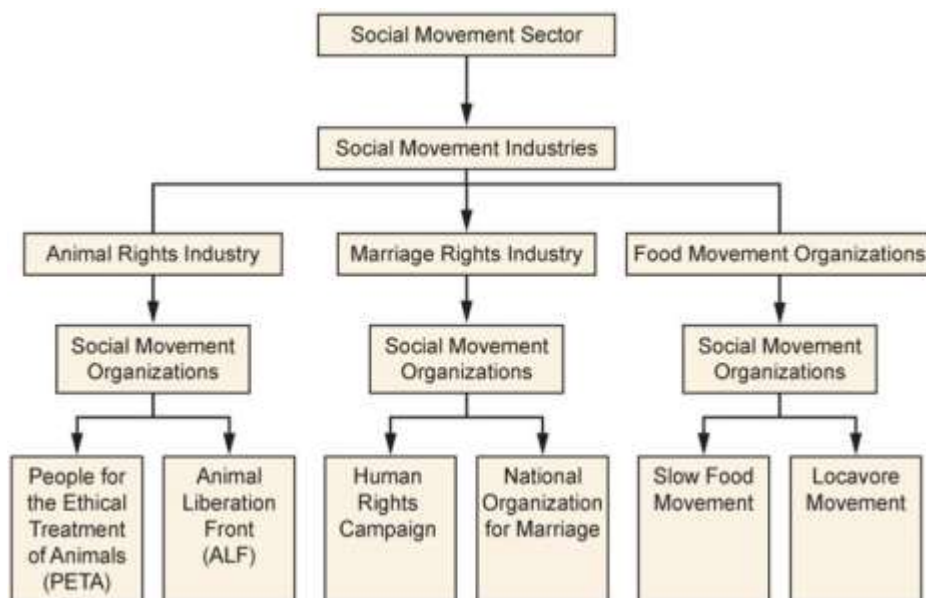 Social Movement Sector
Social Movement Industries
Animal Rights Industry
Marriage Rights Industry
Food Movement Organizations
Social Movement
Organizations
Social Movement
Organizations
Social Movement
Organizations
People for
the Ethical
Treatment
of Animals
(PETA)
Animal
Liberation
Front
(ALF)
Human
Rights
Campaign
National
Organization
for Marriage
Slow Food
Movement
Locavore
Movement